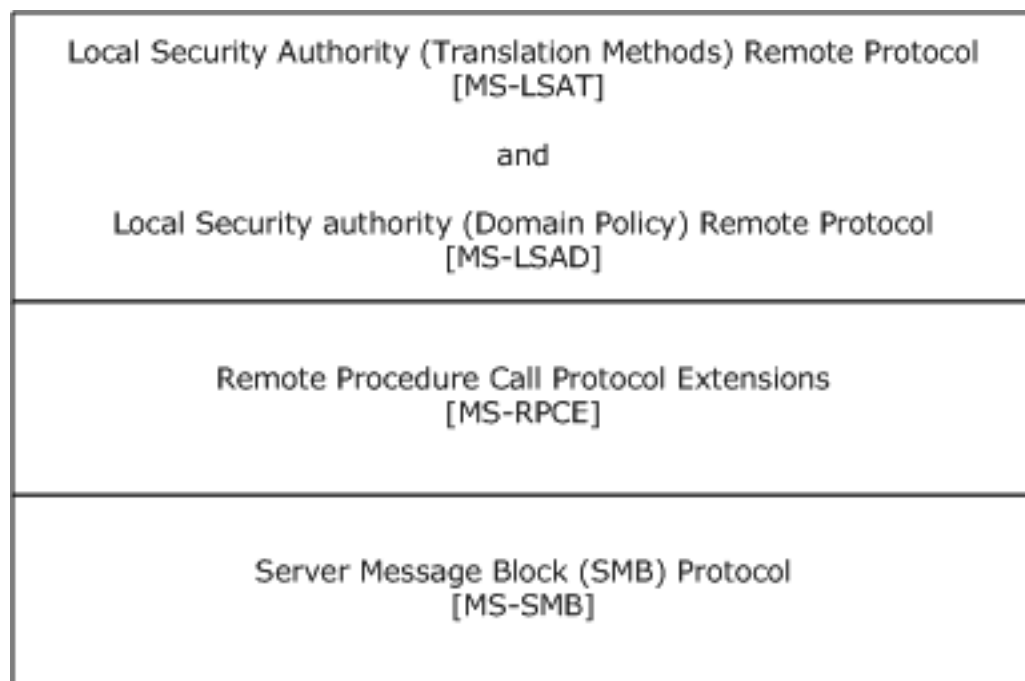 Local Security Authority (Translation Methods) Remote Protocol
[MS-LSAT]
and
Local Security authority (Domain Policy) Remote Protocol
[MS-LSAD]
Remote Procedure Call Protocol Extensions
[MS-RPCE]
Server Message Block (SMB) Protocol
[MS-SMB]